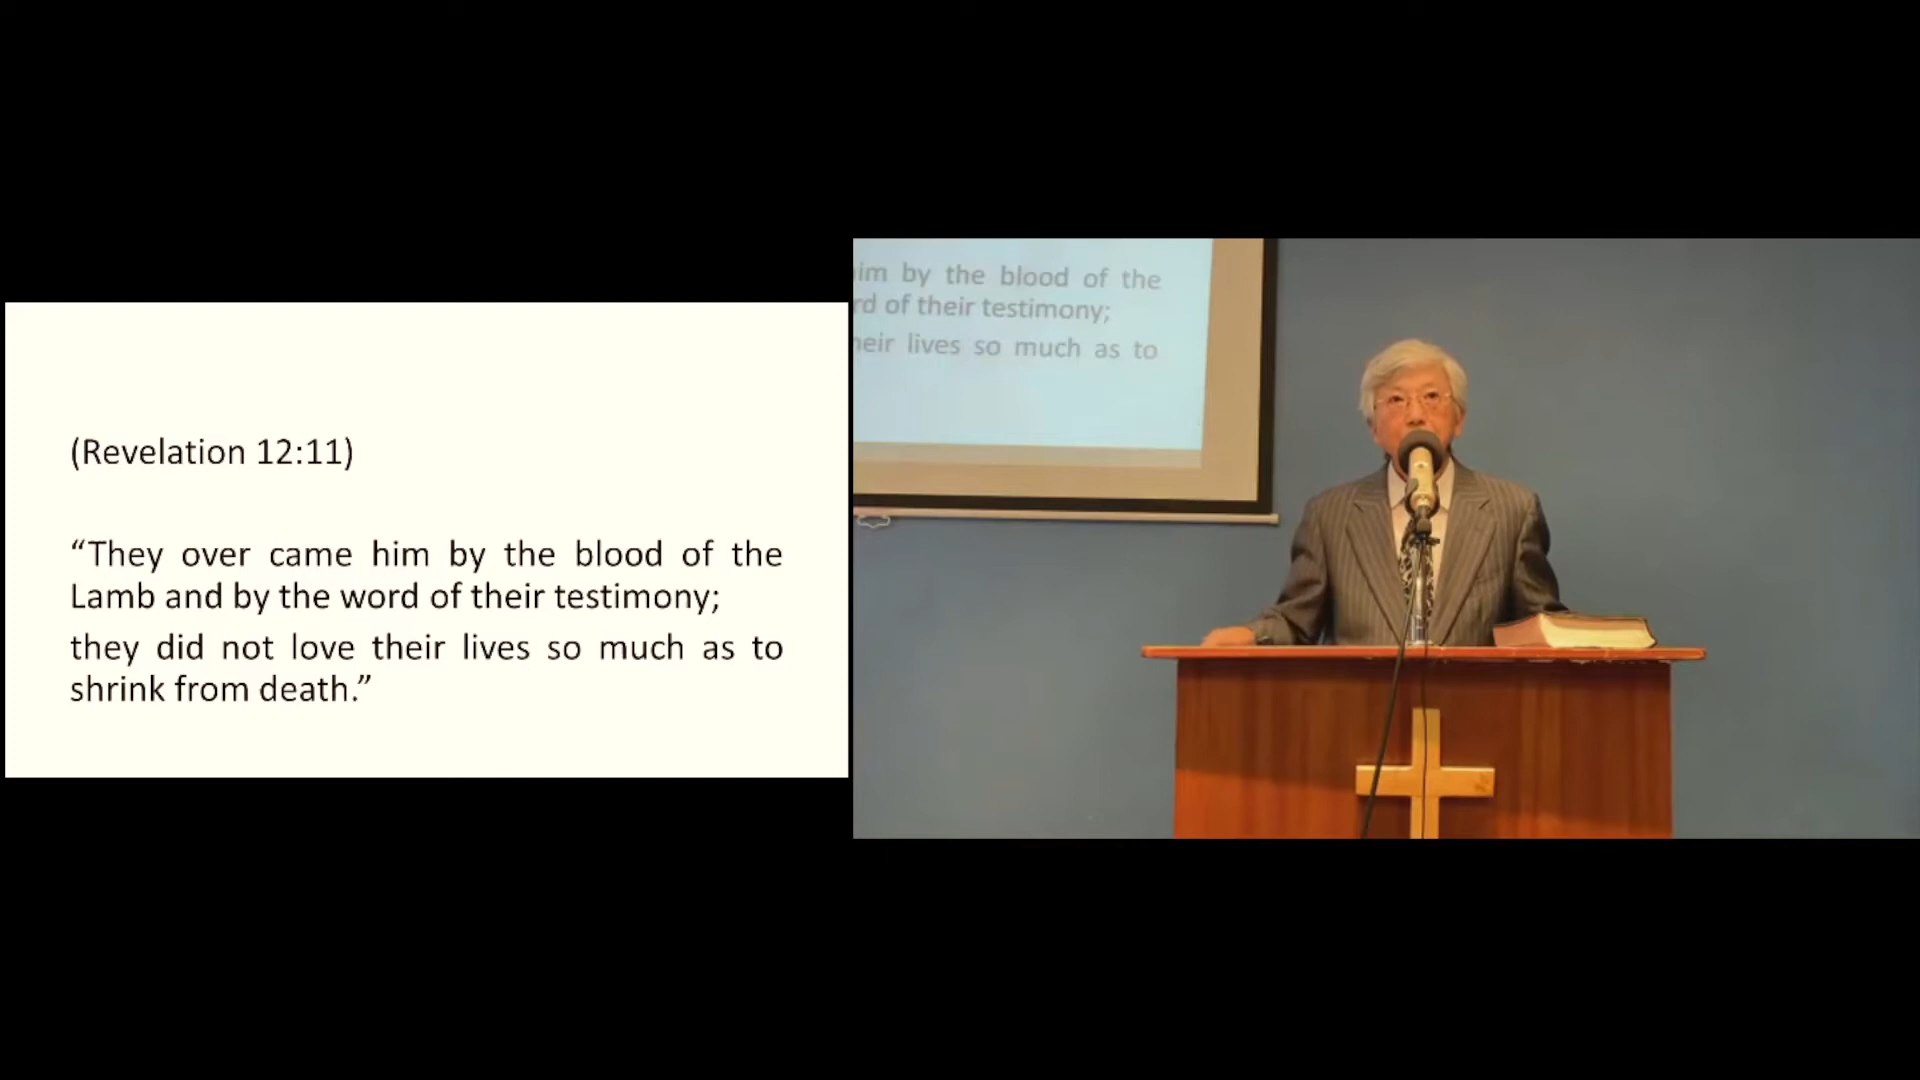 (Revelation 12:11)
“They over came him by the blood of the
Lamb and by the word of their testimony;
they did not love their lives so much as to
shrink from death.”
im by the blood of the
rd of their testimony;
heir lives so much as to